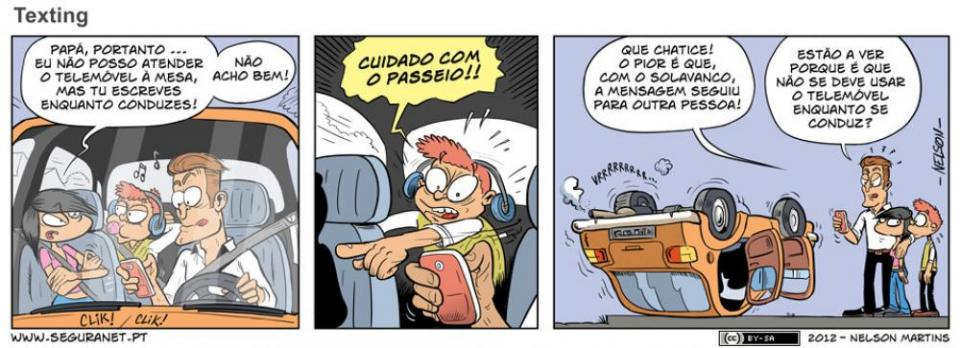 Texting
PAPÁ, PORTANTO ...
EU NÃO POSSO ATENDER
O TELEMÓVEL À MESA,
MAS TU ESCREVES
ENQUANTO CONDUZES!
NÃO
ACHO BEM!
CLIK! / CLIK!
CUIDADO COM
O PASSEIO!!
QUE CHATICE!
O PIOR É QUE,
COM O SOLAVANCO,
A MENSAGEM SEGUIU
PARA OUTRA PESSOA!
ESTÃO A VER
PORQUE É QUE
NÃO SE DEVE USAR
O TELEMÓVEL
ENQUANTO SE
CONDUZ?
-NELSON-
WWW.SEGURANET.PT
cc BY-SA
2012 - NELSON MARTINS